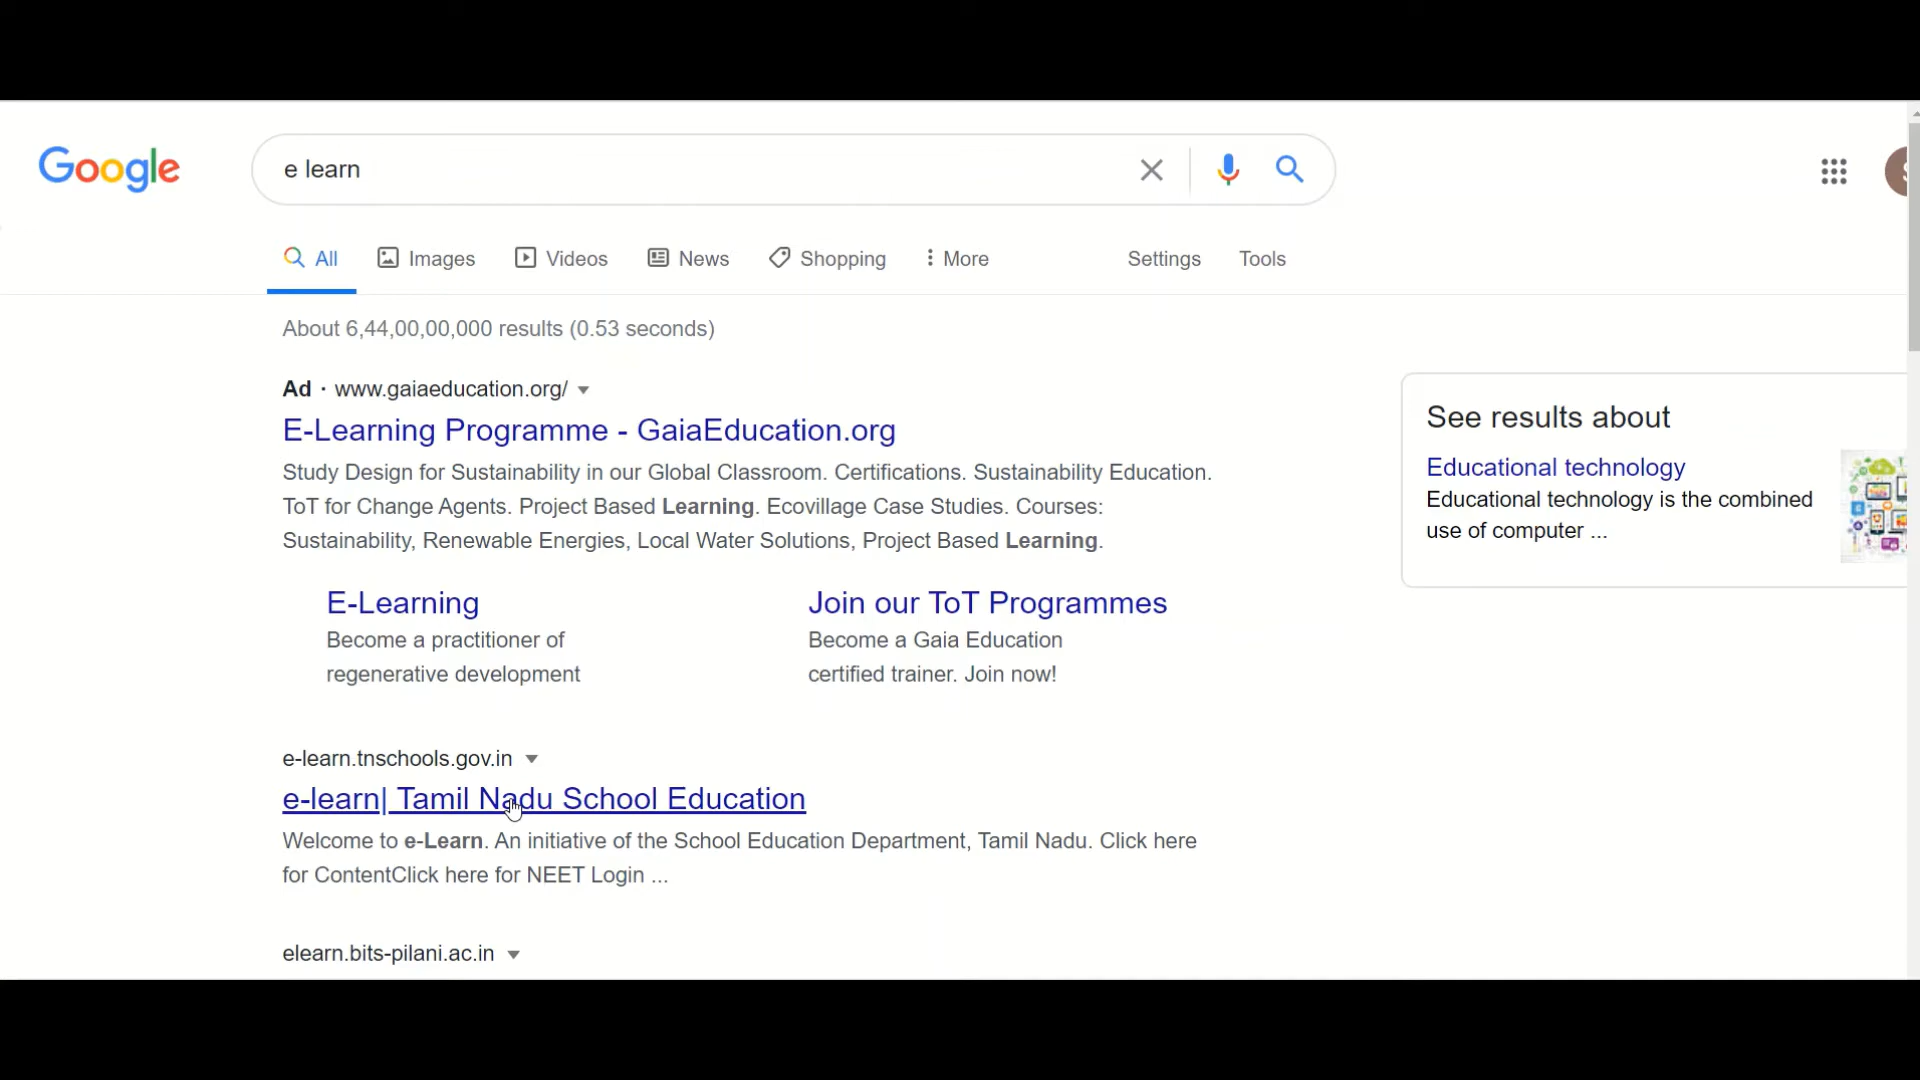 Google
e learn
All
Images
Videos
News
Shopping
More
Settings
Tools
About 6,44,00,00,000 results (0.53 seconds)
Ad · www.gaiaeducation.org/
E-Learning Programme - GaiaEducation.org
Study Design for Sustainability in our Global Classroom. Certifications. Sustainability Education.
ToT for Change Agents. Project Based Learning. Ecovillage Case Studies. Courses:
Sustainability, Renewable Energies, Local Water Solutions, Project Based Learning.
E-Learning
Become a practitioner of
regenerative development
Join our ToT Programmes
Become a Gaia Education
certified trainer. Join now!
e-learn.tnschools.gov.in
e-learn| Tamil Nadu School Education
Welcome to e-Learn. An initiative of the School Education Department, Tamil Nadu. Click here
for ContentClick here for NEET Login ...
elearn.bits-pilani.ac.in
See results about
Educational technology
Educational technology is the combined
use of computer ...